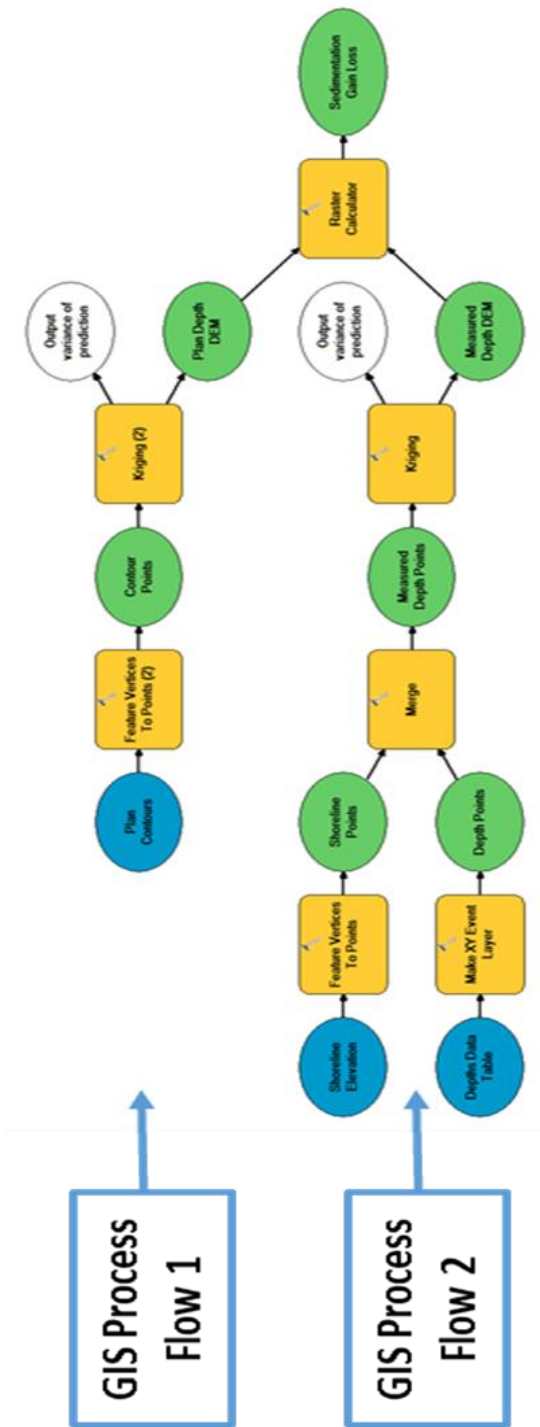 GIS Process
Flow 1
Plan
Contours
Feature Vertices
To Points (2)
Contour
Points
Kriging (2)
Output
variance of
prediction
Plan Depth
DEM
GIS Process
Flow 2
Shoreline
Elevation
Feature Vertices
To Points
Shoreline
Points
Depths Data
Table
Make XY Event
Layer
Depth Points
Merge
Measured
Depth Points
Kriging
Output
variance of
prediction
Measured
Depth DEM
Raster
Calculator
Sedimentation
Gain Loss